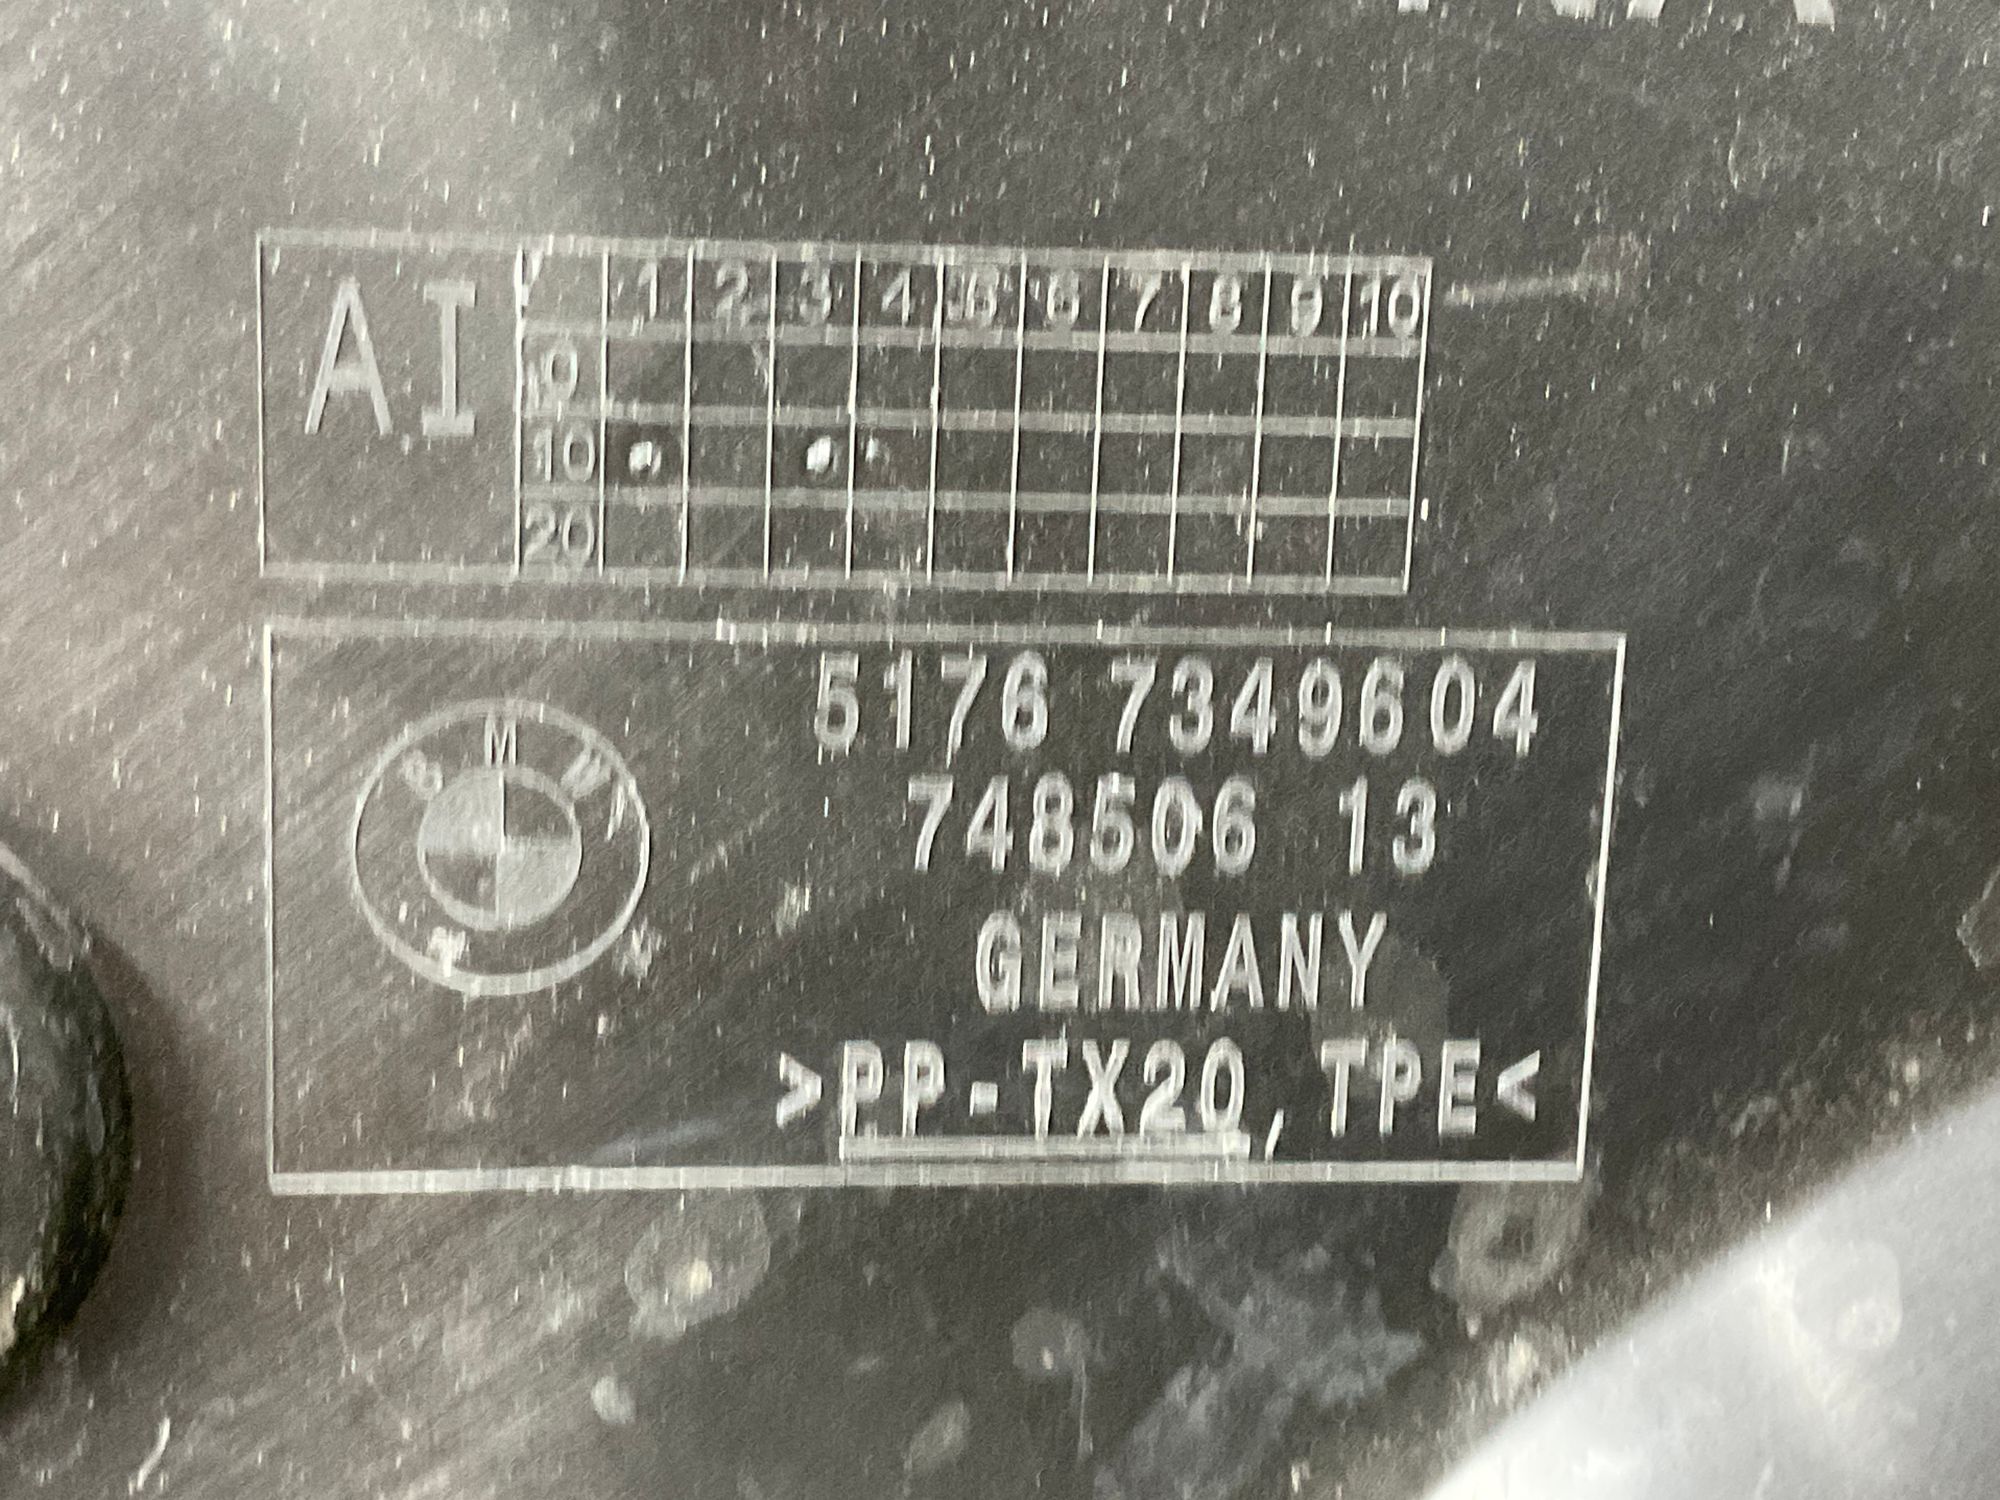 AI 1 2 3 4 5 6 7 8 9 10
0
10
20
BMW
5176 7349604
748506 13
GERMANY
>PP-TX20, TPE<